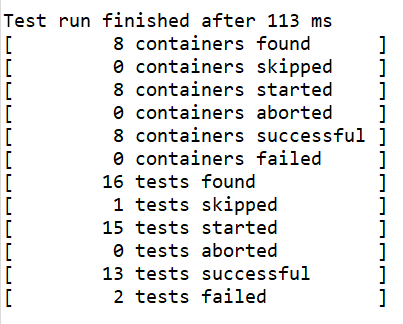 Test run finished after 113 ms
[         8 containers found      ]
[         0 containers skipped    ]
[         8 containers started    ]
[         0 containers aborted    ]
[         8 containers successful ]
[         0 containers failed     ]
[        16 tests found           ]
[         1 tests skipped         ]
[        15 tests started         ]
[         0 tests aborted         ]
[        13 tests successful      ]
[         2 tests failed          ]